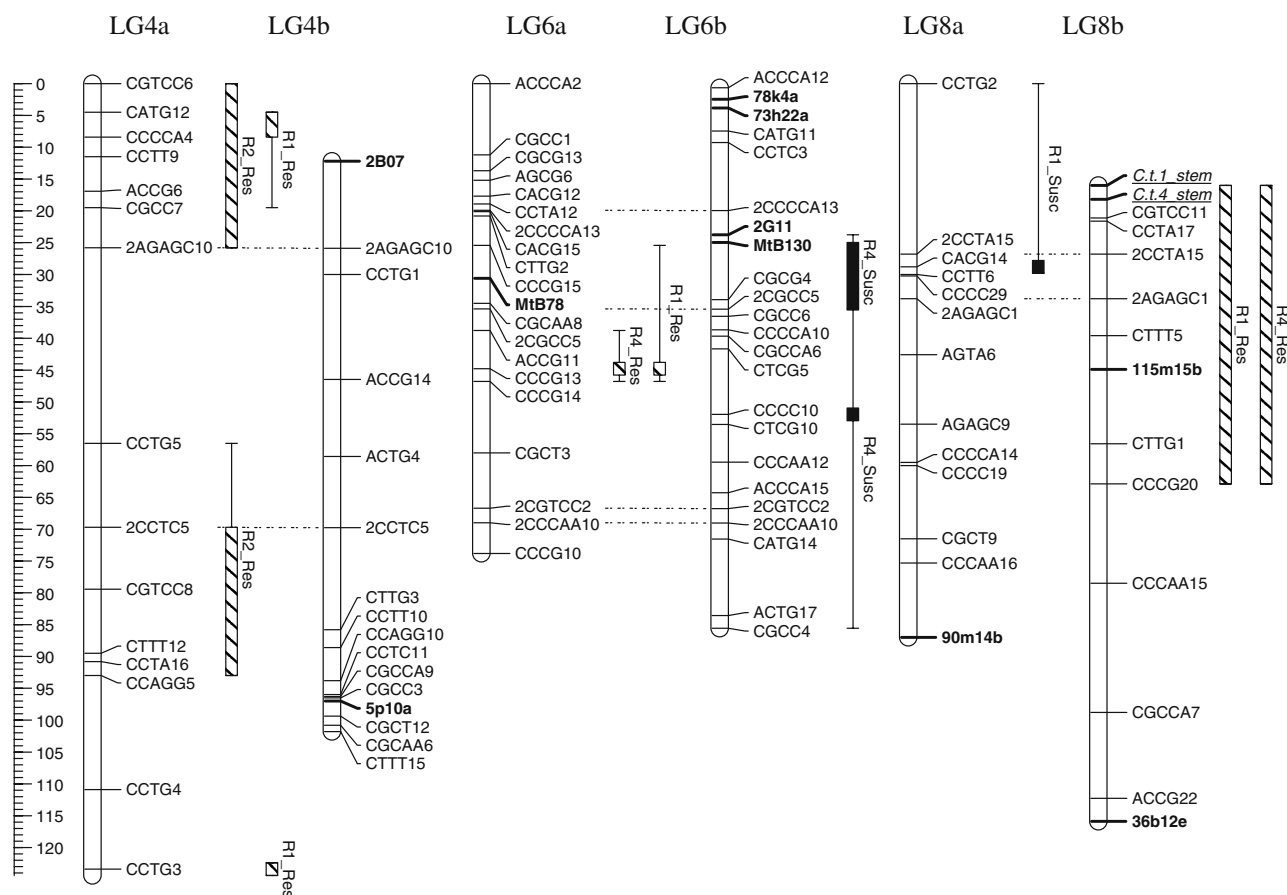 LG4a LG4b LG6a LG6b LG8a LG8b
0
5
10
15
20
25
30
35
40
45
50
55
60
65
70
75
80
85
90
95
100
105
110
115
120
CGTCC6
CATG12
CCCCA4
CCTT9
ACCG6
CGCC7
2AGAGC10
CCTG5
2CCTC5
CGTCC8
CTTT12
CCTA16
CCAGG5
CCTG4
CCTG3
R2_Res
R2_Res
R1_Res
R1_Res
2B07
2AGAGC10
CCTG1
ACCG14
ACTG4
2CCTC5
CTTG3
CCTT10
CCAGG10
CCTC11
CGCCA9
CGCC3
5p10a
CGCT12
CGCAA6
CTTT15
ACCCA2
CGCC1
CGCG13
AGCG6
CACG12
CCTA12
2CCCCA13
CACG15
CTTG2
CCCG15
MtB78
CGCAA8
2CGCC5
ACCG11
CCCG13
CCCG14
CGCT3
2CGTCC2
2CCCAA10
CCCG10
R4_Res
R1_Res
ACCCA12
78k4a
73h22a
CATG11
CCTC3
2CCCCA13
2G11
MtB130
CGCG4
2CGCC5
CGCC6
CCCCA10
CGCCA6
CTCG5
CCCC10
CTCG10
CCCAA12
ACCCA15
2CGTCC2
2CCCAA10
CATG14
ACTG17
CGCC4
R4_Susc
R4_Susc
CCTG2
2CCTA15
CACG14
CCTT6
CCCC29
2AGAGC1
AGTA6
AGAGC9
CCCCA14
CCCC19
CGCT9
CCCAA16
90m14b
R1_Susc
C.t.1_stem
C.t.4_stem
CGTCC11
CCTA17
2CCTA15
2AGAGC1
CTTT5
115m15b
CTTG1
CCCG20
CCCAA15
CGCCA7
ACCG22
36b12e
R1_Res
R4_Res